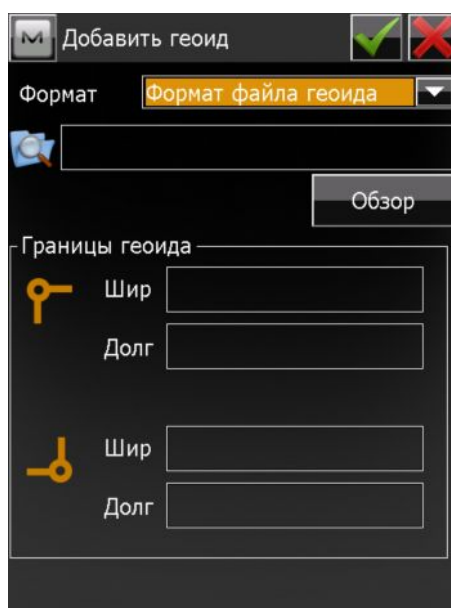 Добавить геоид
Формат Формат файла геоида
Обзор
Границы геоида
Шир
Долг
Шир
Долг